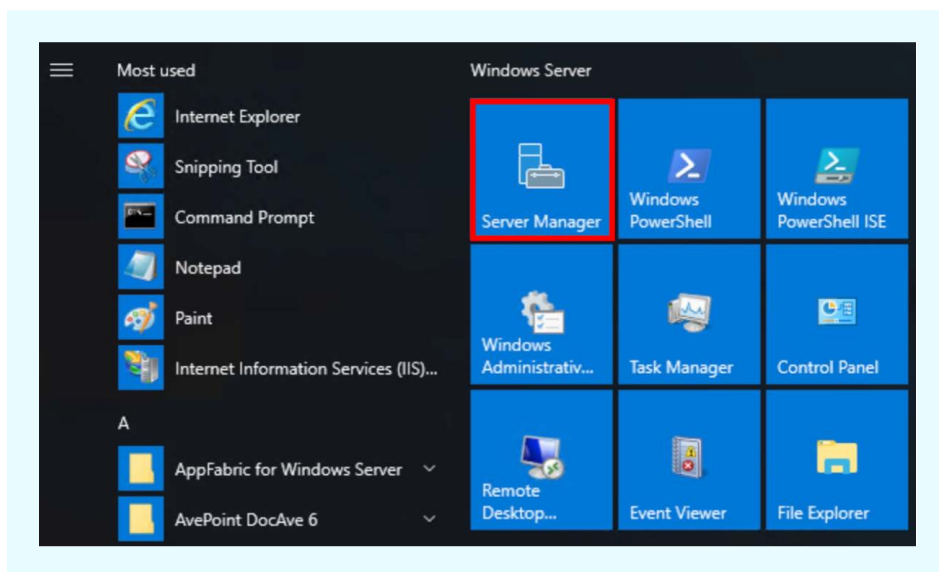 Most used
Internet Explorer
Snipping Tool
Command Prompt
Notepad
Paint
Internet Information Services (IIS)...
A
AppFabric for Windows Server
AvePoint DocAve 6
Windows Server
Server Manager
Windows
PowerShell
Windows
PowerShell ISE
Windows
Administrativ...
Task Manager
Control Panel
Remote
Desktop...
Event Viewer
File Explorer